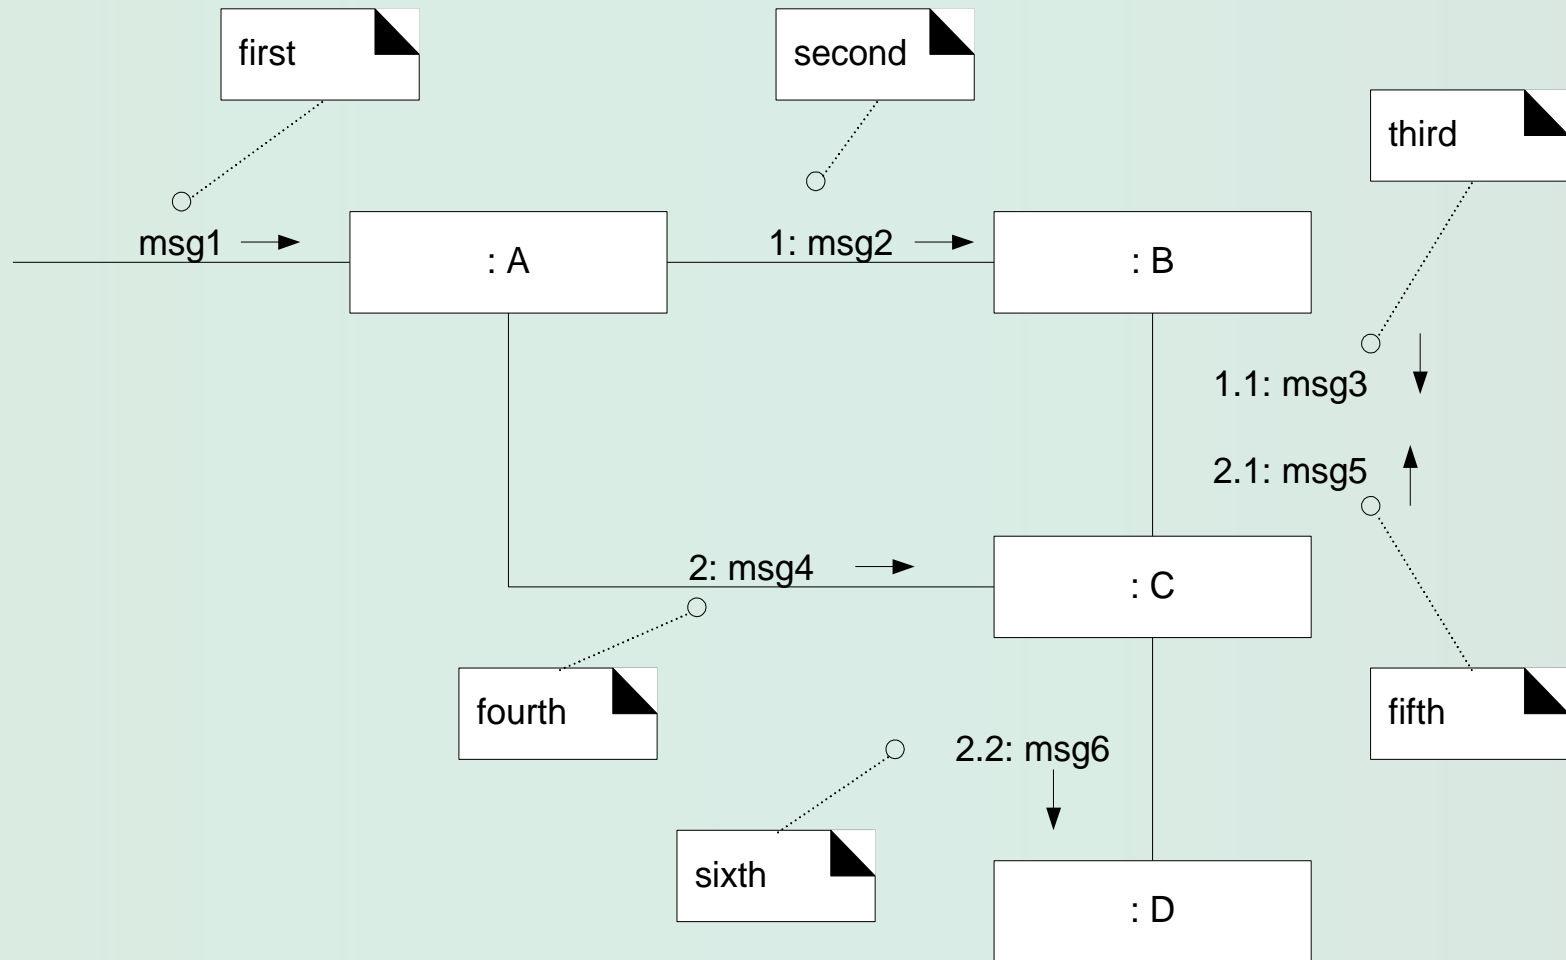 first
second
third
msg1
1: msg2
: A
: B
1.1: msg3
2.1: msg5
2: msg4
: C
fourth
fifth
2.2: msg6
sixth
: D